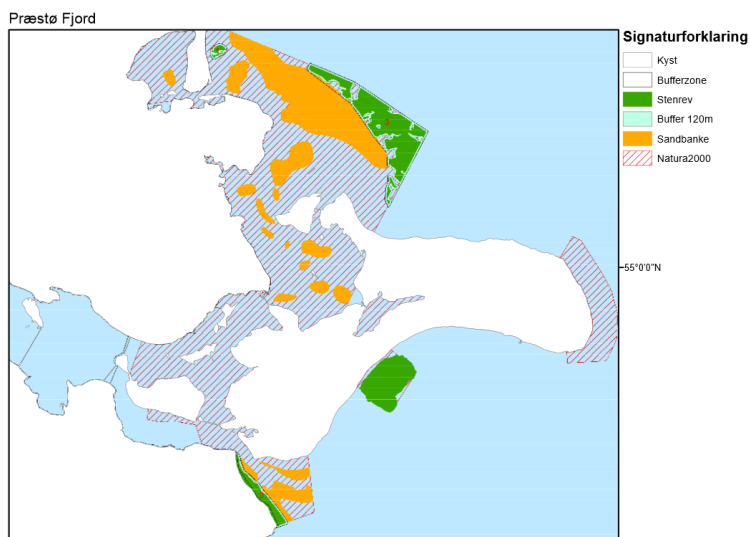 Præstø Fjord
Signaturforklaring
Kyst
Bufferzone
Stenrev
Buffer 120m
Sandbanke
Natura2000
55°0'0"N